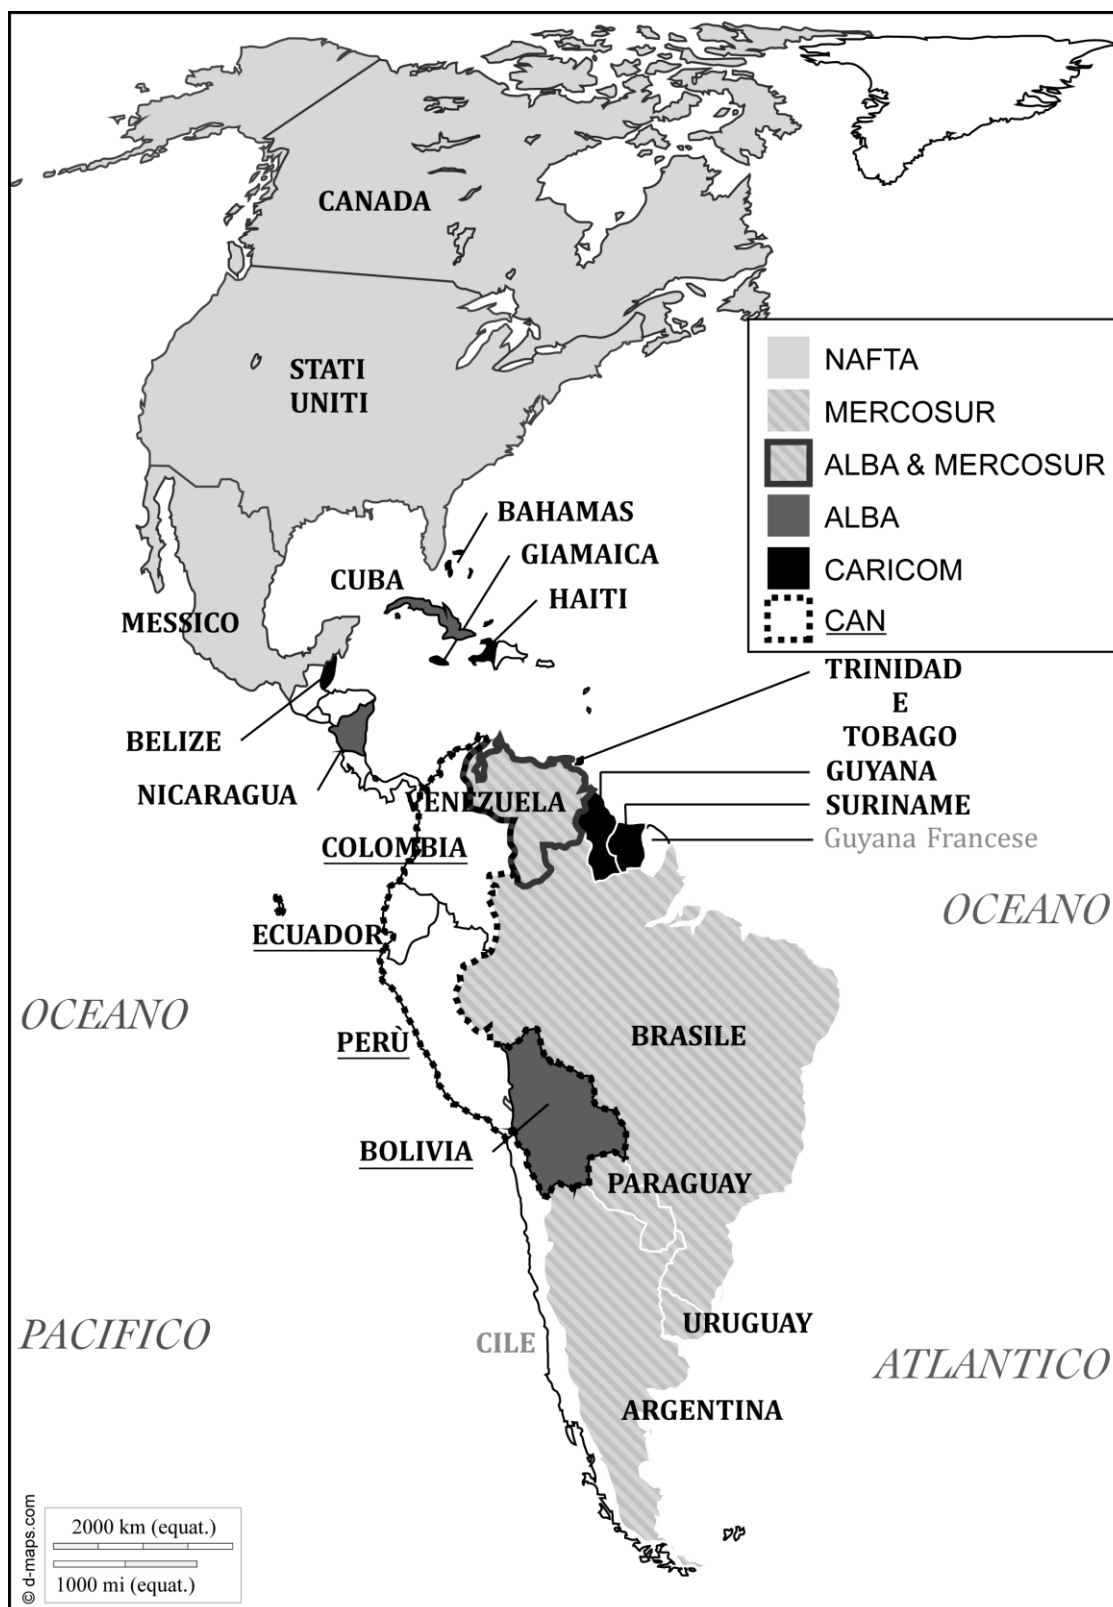 CANADA
STATI
UNITI
NAFTA
MERCOSUR
ALBA & MERCOSUR
ALBA
CARICOM
CAN
BAHAMAS
GIAMAICA
CUBA
HAITI
MESSICO
TRINIDAD
E
TOBAGO
BELIZE
NICARAGUA
GUYANA
VENEZUELA
SURINAME
Guyana Francese
COLOMBIA
OCEANO
ECUADOR
OCEANO
PERÙ
BRASILE
BOLIVIA
PARAGUAY
PACIFICO
CILE
URUGUAY
ATLANTICO
ARGENTINA
2000 km (equat.)
1000 mi (equat.)
© d-maps.com